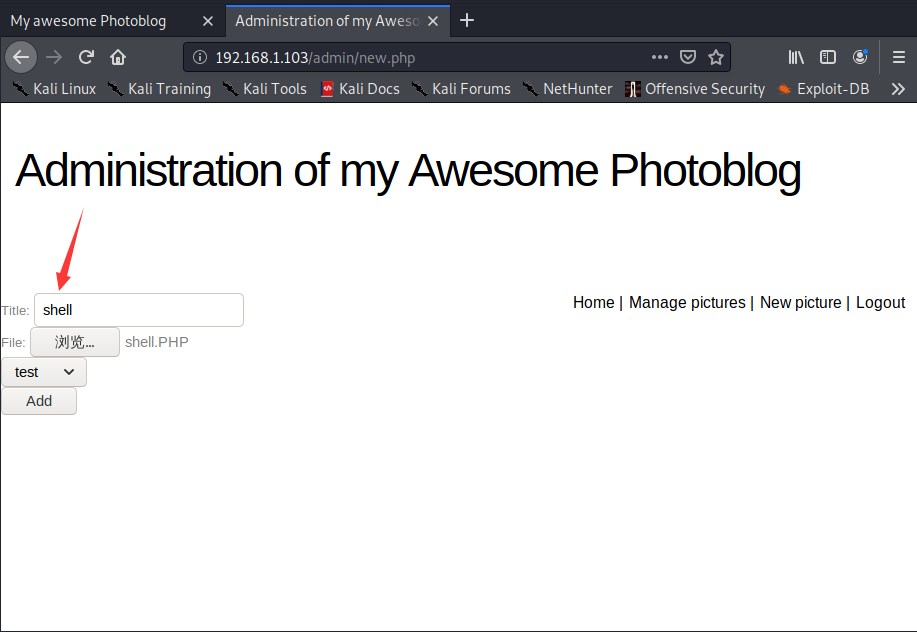 My awesome Photoblog
Administration of my Aweso
192.168.1.103/admin/new.php
Kali Linux Kali Training Kali Tools Kali Docs Kali Forums NetHunter Offensive Security Exploit-DB
Administration of my Awesome Photoblog
Home | Manage pictures | New picture | Logout
Title: shell
File: 浏览… shell.PHP
test
Add